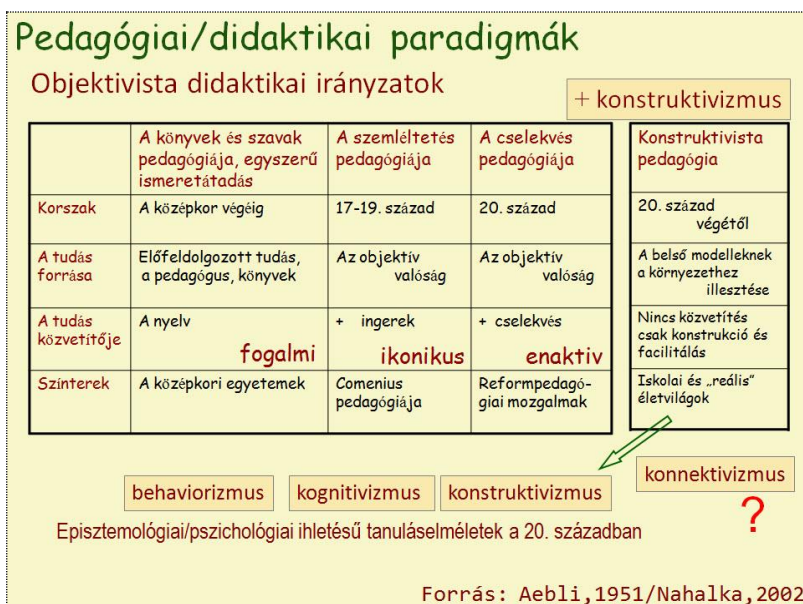 Pedagógiai/didaktikai paradigmák
Objektivista didaktikai irányzatok
+ konstruktivizmus
A könyvek és szavak
pedagógiája, egyszerű
ismeretátadás
A szemléltetés
pedagógiája
A cselekvés
pedagógiája
Konstruktivista
pedagógia
Korszak
A középkor végéig
17-19. század
20. század
20. század
végétől
A tudás
forrása
Előfeldolgozott tudás,
a pedagógus, könyvek
Az objektív
valóság
Az objektív
valóság
A belső modelleknek
a környezethez
illesztése
A tudás
közvetítője
A nyelv
fogalmi
+ ingerek
ikonikus
+ cselekvés
enaktiv
Nincs közvetítés
csak konstrukció és
facilitálás
Színterek
A középkori egyetemek
Comenius
pedagógiája
Reformpedagó-
giai mozgalmak
Iskolai és „reális"
életvilágok
behaviorizmus
kognitivizmus
konstruktivizmus
konnektivizmus
?
Episztemológiai/pszichológiai ihletésű tanuláselméletek a 20. században
Forrás: Aebli,1951/Nahalka,2002